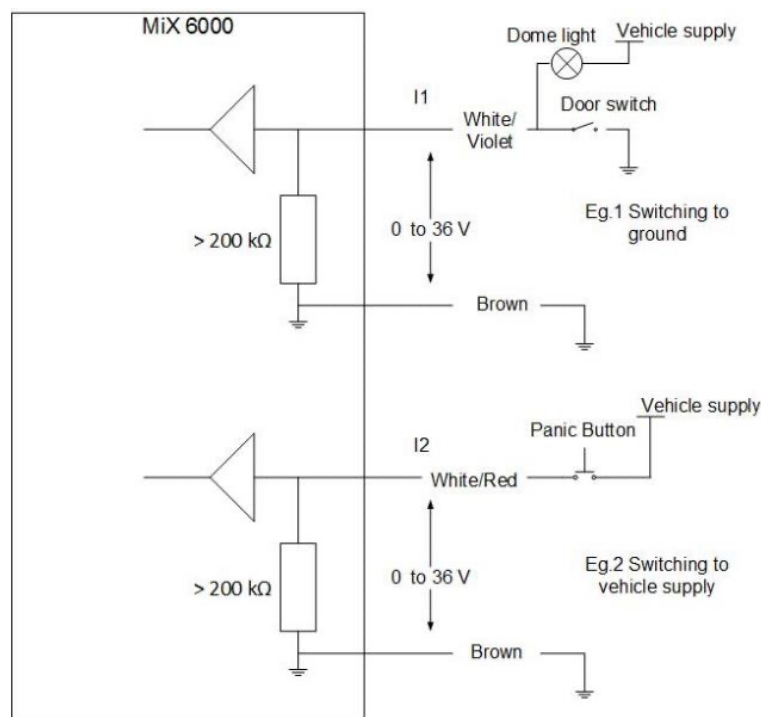 MiX 6000
Dome light
Vehicle supply
I1
White/
Violet
Door switch
> 200 kΩ
0 to 36 V
Eg.1 Switching to
ground
Brown
Vehicle supply
Panic Button
I2
White/Red
> 200 kΩ
0 to 36 V
Eg.2 Switching to
vehicle supply
Brown